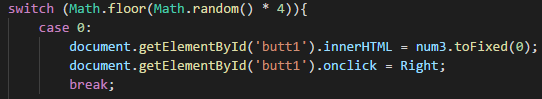 switch (Math.floor(Math.random() * 4)){
    case 0:
        document.getElementById('butt1').innerHTML = num3.toFixed(0);
        document.getElementById('butt1').onclick = Right;
        break;